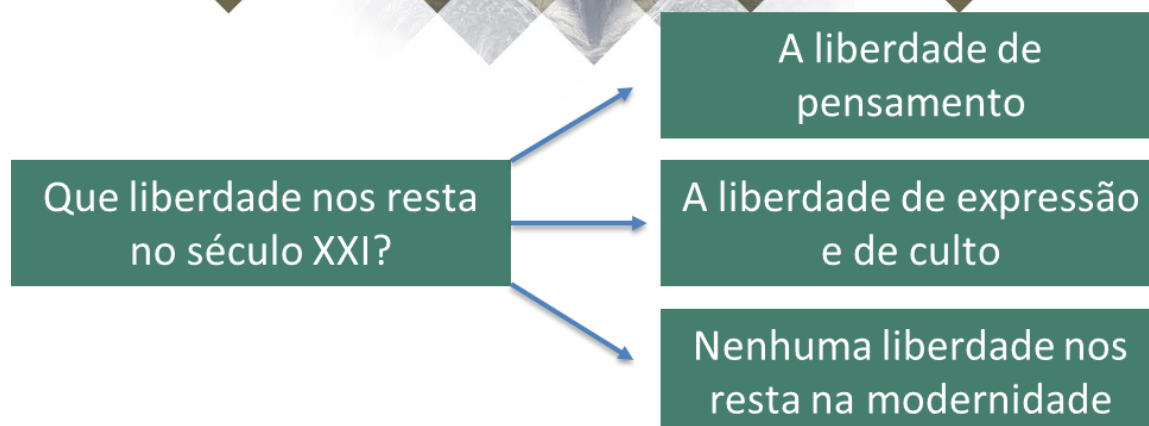 A liberdade de
pensamento
Que liberdade nos resta
no século XXI?
A liberdade de expressão
e de culto
Nenhuma liberdade nos
resta na modernidade